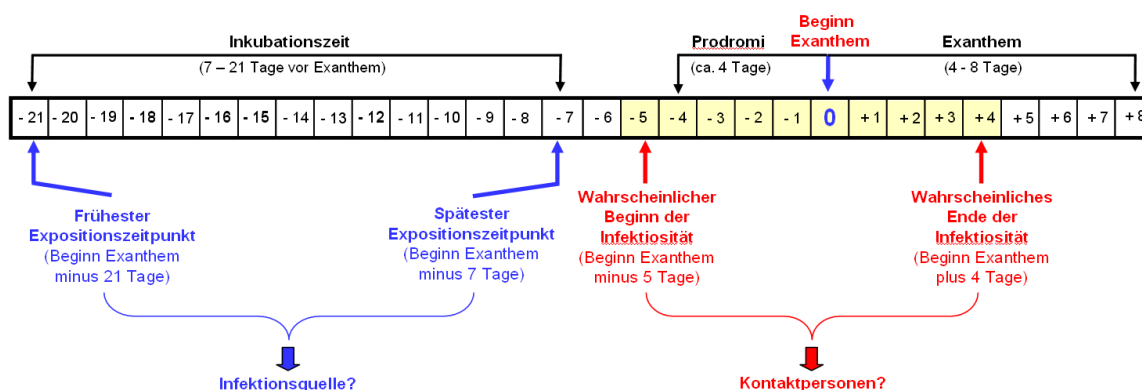 Beginn
Exanthem
Inkubationszeit
(7 – 21 Tage vor Exanthem)
Prodromi
(ca. 4 Tage)
Exanthem
(4 - 8 Tage)
- 21 - 20 - 19 - 18 - 17 - 16 - 15 - 14 - 13 - 12 - 11 - 10 - 9 - 8 - 7 - 6 - 5 - 4 - 3 - 2 - 1 0 + 1 + 2 + 3 + 4 + 5 + 6 + 7 + 8
Frühester
Expositionszeitpunkt
(Beginn Exanthem
minus 21 Tage)
Spätester
Expositionszeitpunkt
(Beginn Exanthem
minus 7 Tage)
Wahrscheinlicher
Beginn der
Infektiosität
(Beginn Exanthem
minus 5 Tage)
Wahrscheinliches
Ende der
Infektiosität
(Beginn Exanthem
plus 4 Tage)
Infektionsquelle?
Kontaktpersonen?